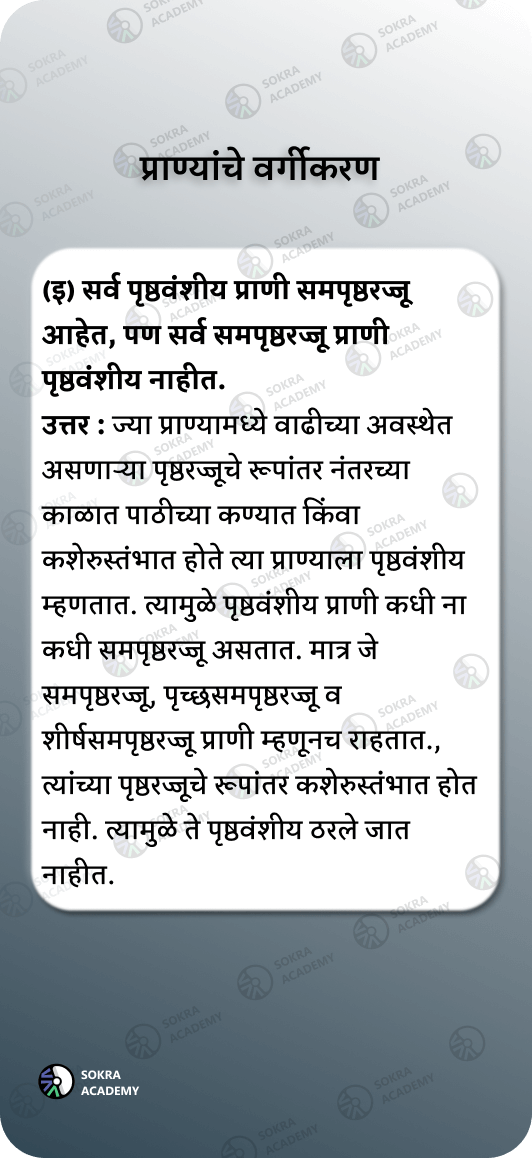 प्राण्यांचे वर्गीकरण
(इ) सर्व पृष्ठवंशीय प्राणी समपृष्ठरज्जू
आहेत, पण सर्व समपृष्ठरज्जू प्राणी
पृष्ठवंशीय नाहीत.
उत्तर : ज्या प्राण्यामध्ये वाढीच्या अवस्थेत
असणाऱ्या पृष्ठरज्जूचे रूपांतर नंतरच्या
काळात पाठीच्या कण्यात किंवा
कशेरुस्तंभात होते त्या प्राण्याला पृष्ठवंशीय
म्हणतात. त्यामुळे पृष्ठवंशीय प्राणी कधी ना
कधी समपृष्ठरज्जू असतात. मात्र जे
समपृष्ठरज्जू, पृच्छसमपृष्ठरज्जू व
शीर्षसमपृष्ठरज्जू प्राणी म्हणूनच राहतात.,
त्यांच्या पृष्ठरज्जूचे रूपांतर कशेरुस्तंभात होत
नाही. त्यामुळे ते पृष्ठवंशीय ठरले जात
नाहीत.
SOKRA
ACADEMY